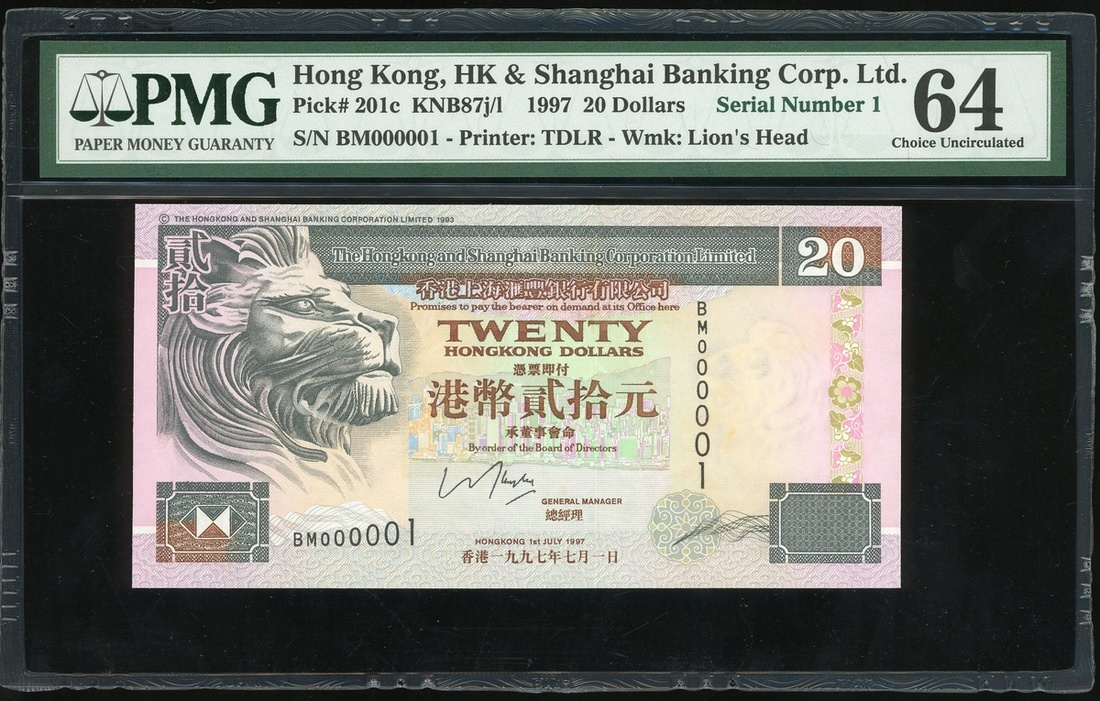 PMG
PAPER MONEY GUARANTY
Hong Kong, HK & Shanghai Banking Corp. Ltd.
Pick# 201c KNB87j/l 1997 20 Dollars Serial Number 1
S/N BM000001 - Printer: TDLR - Wmk: Lion's Head
64
Choice Uncirculated
© THE HONGKONG AND SHANGHAI BANKING CORPORATION LIMITED 1993
貳拾
The Hongkong and Shanghai Banking Corporation Limited
20
香港上海滙豐銀行有限公司
Promises to pay the bearer on demand at its Office here
TWENTY
HONGKONG DOLLARS
憑票即付
港幣貳拾元
承董事會命
By order of the Board of Directors
BM000001
GENERAL MANAGER
總經理
BM000001
HONGKONG 1st JULY 1997
香港一九九七年七月一日